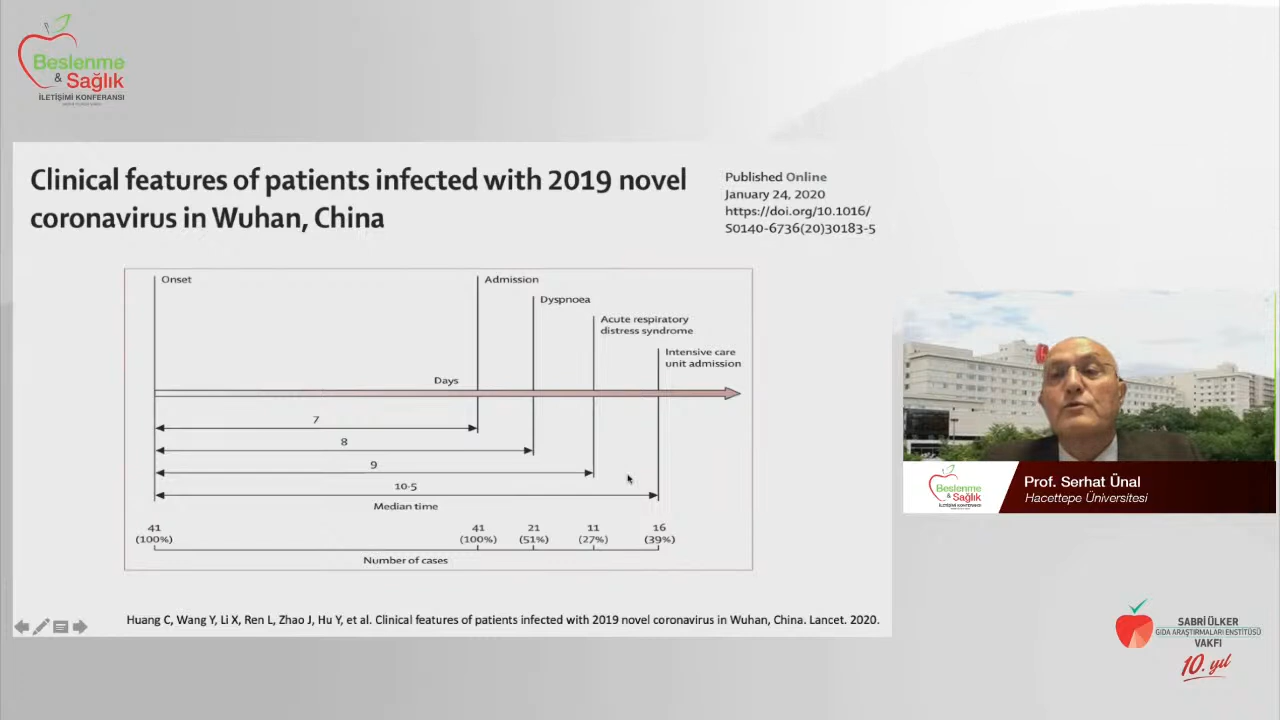 Beslenme
& Sağlık
İLETİŞİMİ KONFERANSI
Clinical features of patients infected with 2019 novel
coronavirus in Wuhan, China
Published Online
January 24, 2020
https://doi.org/10.1016/
S0140-6736(20)30183-5
Onset
Admission
Dyspnoea
Acute respiratory
distress syndrome
Intensive care
unit admission
Days
7
8
9
10·5
Median time
41 41 21 11 16
(100%) (100%) (51%) (27%) (39%)
Number of cases
Huang C, Wang Y, Li X, Ren L, Zhao J, Hu Y, et al. Clinical features of patients infected with 2019 novel coronavirus in Wuhan, China. Lancet. 2020.
Beslenme
& Sağlık
İLETİŞİMİ KONFERANSI
Prof. Serhat Ünal
Hacettepe Üniversitesi
SABRİ ÜLKER
GIDA ARAŞTIRMALARI ENSTİTÜSÜ
VAKFI
10. yıl